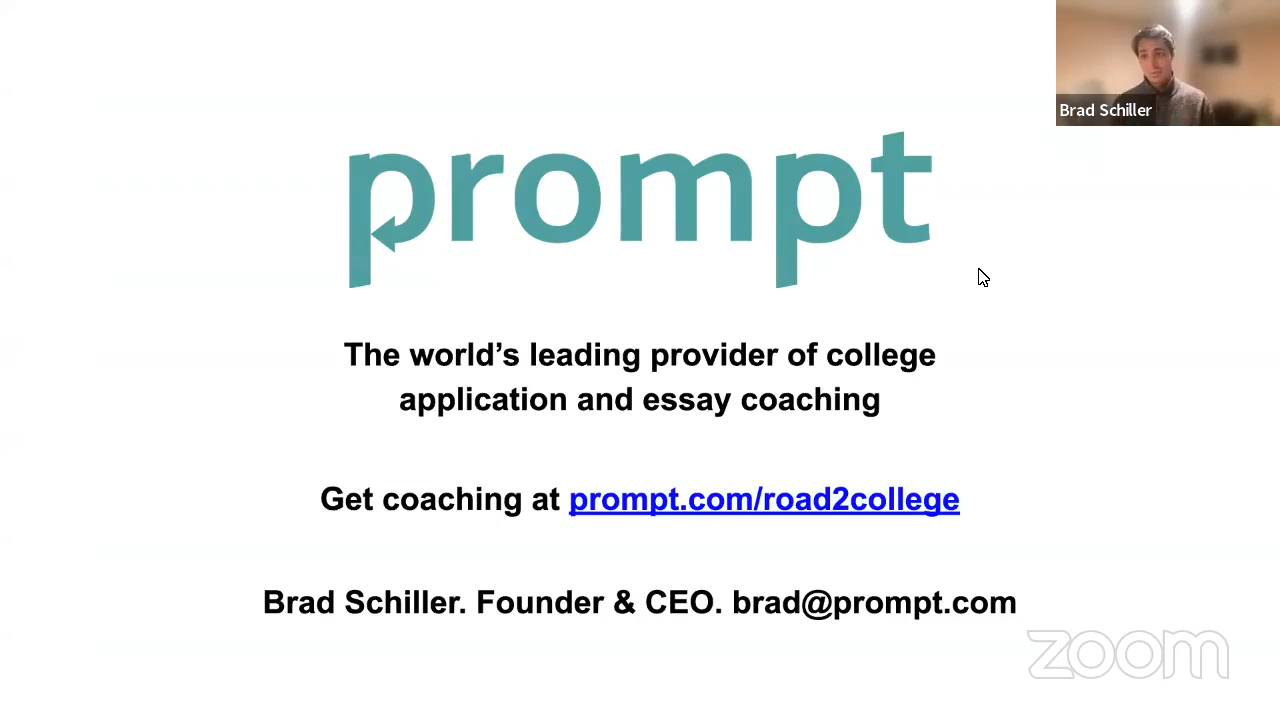 Brad Schiller
prompt
The world’s leading provider of college
application and essay coaching
Get coaching at prompt.com/road2college
Brad Schiller. Founder & CEO. brad@prompt.com
zoom